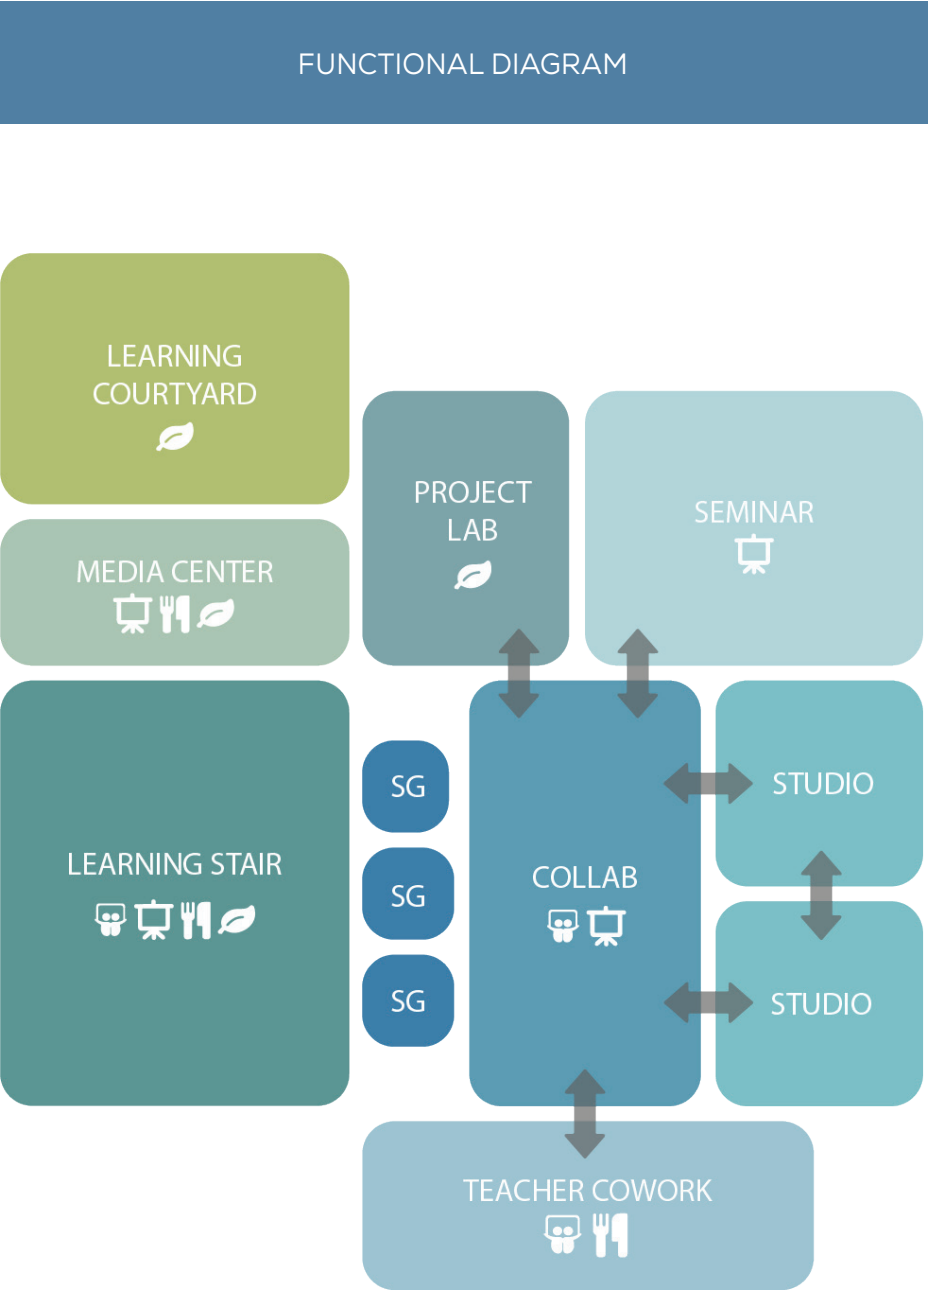 FUNCTIONAL DIAGRAM
LEARNING
COURTYARD
PROJECT
LAB
SEMINAR
MEDIA CENTER
SG
STUDIO
LEARNING STAIR
SG
COLLAB
SG
STUDIO
TEACHER COWORK